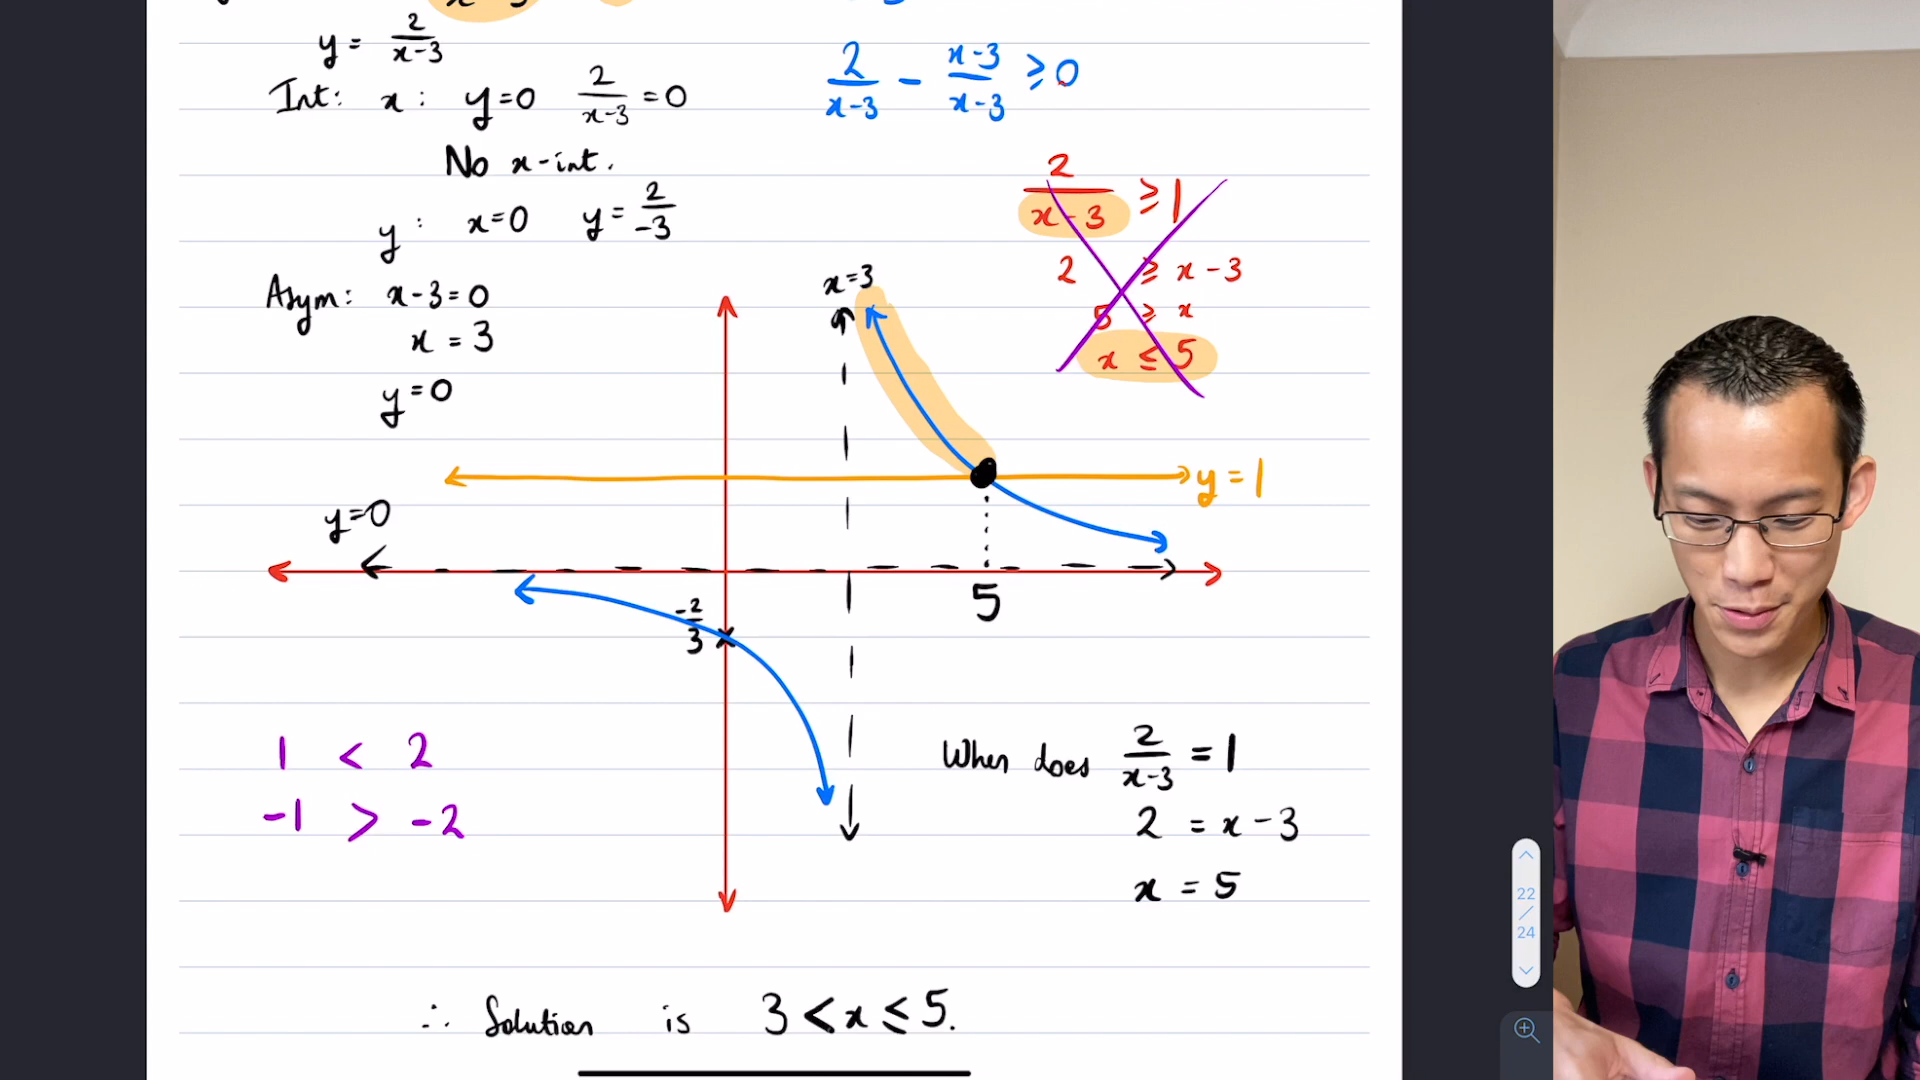 y = 2/(x-3)
Int: x: y=0 2/(x-3) = 0
No x-int.
y: x=0 y = 2/-3
Asym: x-3=0
x = 3
y=0
2/(x-3) - (x-3)/(x-3) ≥ 0
2/(x-3) ≥ 1
2 ≥ x-3
5 ≥ x
x ≤ 5
x=3
y=1
y=0
5
-2/3
1 < 2
-1 > -2
When does 2/(x-3) = 1
2 = x-3
x = 5
∴ Solution is 3 < x ≤ 5.
22
/
24